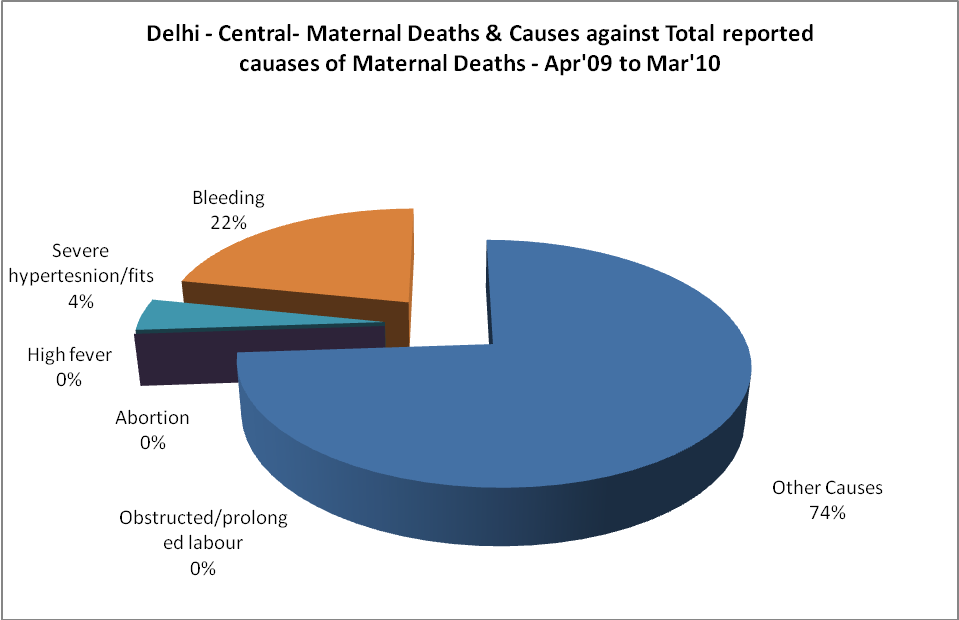 Delhi - Central- Maternal Deaths & Causes against Total reported
cauases of Maternal Deaths - Apr'09 to Mar'10
Bleeding
22%
Severe
hypertesnion/fits
4%
High fever
0%
Abortion
0%
Obstructed/prolong
ed labour
0%
Other Causes
74%